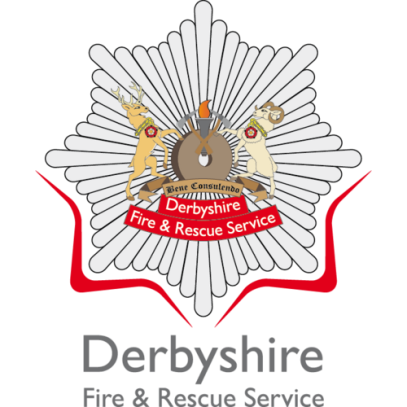 Bene Consulendo
Derbyshire
Fire & Rescue Service
Derbyshire
Fire & Rescue Service